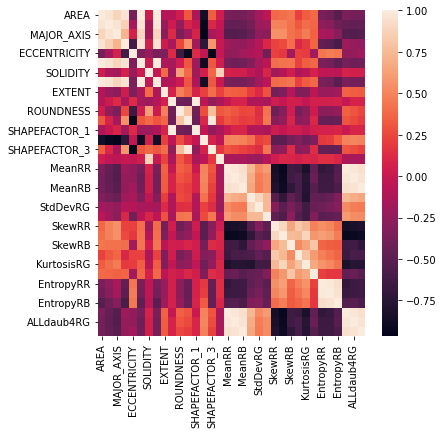 AREA
MAJOR_AXIS
ECCENTRICITY
SOLIDITY
EXTENT
ROUNDNESS
SHAPEFACTOR_1
SHAPEFACTOR_3
MeanRR
MeanRB
StdDevRG
SkewRR
SkewRB
KurtosisRG
EntropyRR
EntropyRB
ALLdaub4RG
AREA
MAJOR_AXIS
ECCENTRICITY
SOLIDITY
EXTENT
ROUNDNESS
SHAPEFACTOR_1
SHAPEFACTOR_3
MeanRR
MeanRB
StdDevRG
SkewRR
SkewRB
KurtosisRG
EntropyRR
EntropyRB
ALLdaub4RG
1.00
0.75
0.50
0.25
0.00
−0.25
−0.50
−0.75